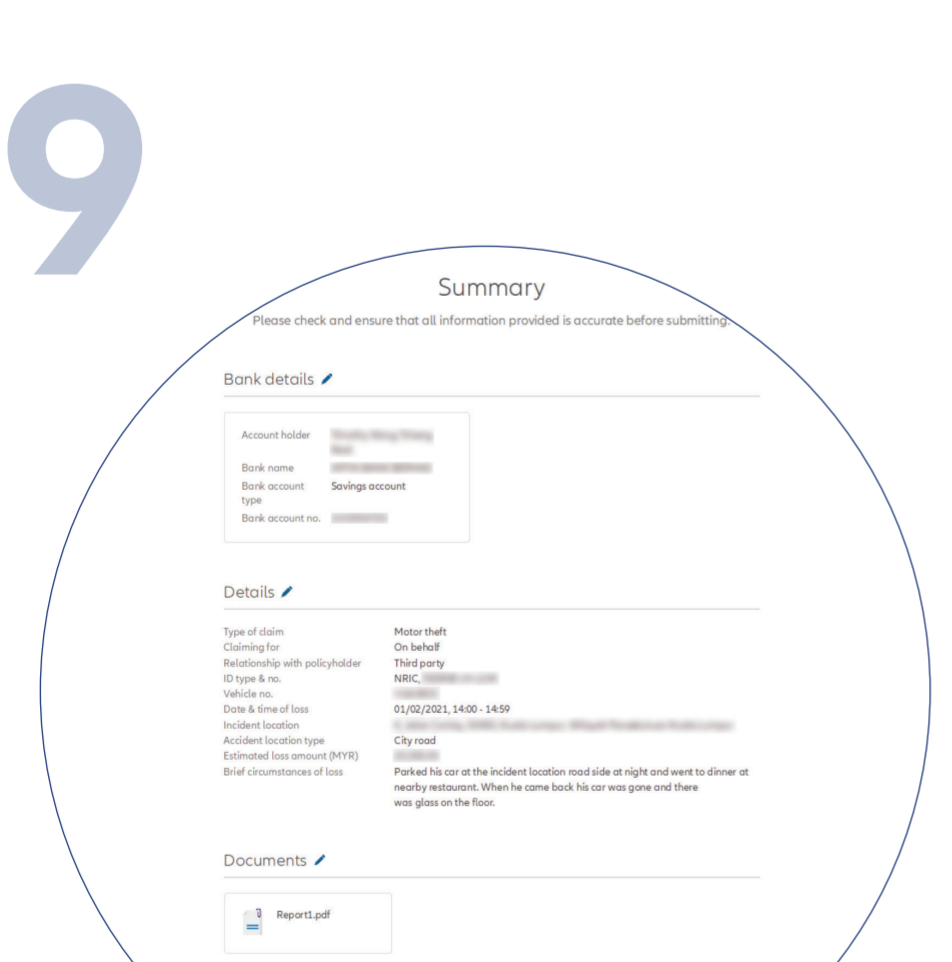 9
Summary
Please check and ensure that all information provided is accurate before submitting.
Bank details
Account holder
Bank name
Bank account Savings account
type
Bank account no.
Details
Type of claim Motor theft
Claiming for On behalf
Relationship with policyholder Third party
ID type & no. NRIC,
Vehicle no.
Date & time of loss 01/02/2021, 14:00 - 14:59
Incident location
Accident location type City road
Estimated loss amount (MYR)
Brief circumstances of loss Parked his car at the incident location road side at night and went to dinner at
nearby restaurant. When he came back his car was gone and there
was glass on the floor.
Documents
Report1.pdf